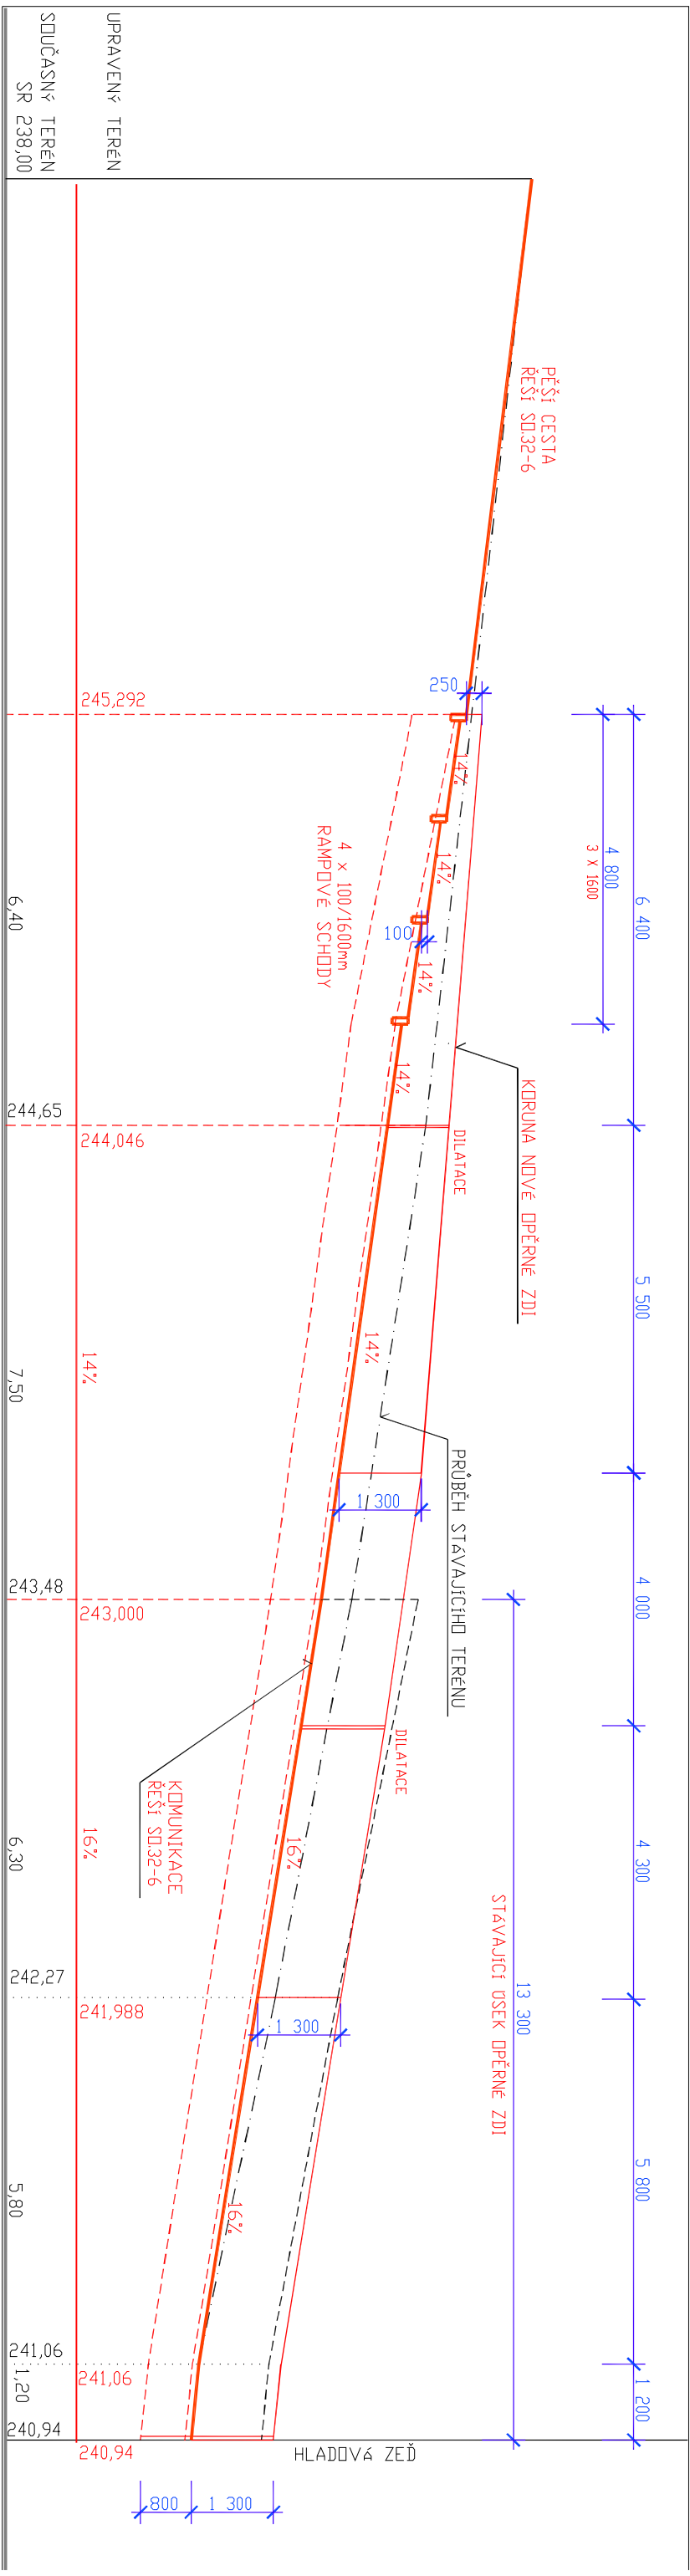 UPRAVENÝ TERÉN
SOUČASNÝ TERÉN
SR 238,00
PĚŠÍ CESTA
ŘEŠÍ SO.32-6
250
245,292
14%
14%
14%
14%
100
4 x 100/1600mm
RAMPOVÉ SCHODY
4 800
3 X 1600
6 400
6,40
244,65
244,046
DILATACE
KORUNA NOVÉ OPĚRNÉ ZDI
5 500
14%
14%
7,50
1 300
PRŮBĚH STÁVAJÍCÍHO TERÉNU
243,48
243,000
4 000
DILATACE
KOMUNIKACE
ŘEŠÍ SO.32-6
16%
16%
6,30
4 300
STÁVAJÍCÍ ÚSEK OPĚRNÉ ZDI
13 300
242,27
241,988
1 300
5 800
16%
5,80
241,06
241,06
1,20
1 200
240,94
240,94
HLADOVÁ ZEĎ
800
1 300